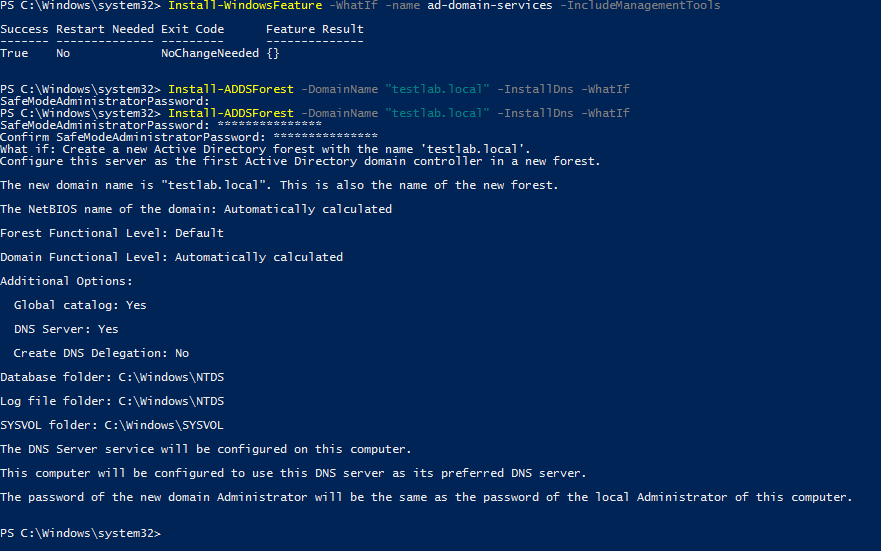 PS C:\Windows\system32> Install-WindowsFeature -WhatIf -name ad-domain-services -IncludeManagementTools
Success Restart Needed Exit Code      Feature Result
------- -------------- ---------      --------------
True    No             NoChangeNeeded {}
PS C:\Windows\system32> Install-ADDSForest -DomainName "testlab.local" -InstallDns -WhatIf
SafeModeAdministratorPassword:
PS C:\Windows\system32> Install-ADDSForest -DomainName "testlab.local" -InstallDns -WhatIf
SafeModeAdministratorPassword: ***************
Confirm SafeModeAdministratorPassword: ***************
What if: Create a new Active Directory forest with the name 'testlab.local'.
Configure this server as the first Active Directory domain controller in a new forest.
The new domain name is "testlab.local". This is also the name of the new forest.
The NetBIOS name of the domain: Automatically calculated
Forest Functional Level: Default
Domain Functional Level: Automatically calculated
Additional Options:
  Global catalog: Yes
  DNS Server: Yes
  Create DNS Delegation: No
Database folder: C:\Windows\NTDS
Log file folder: C:\Windows\NTDS
SYSVOL folder: C:\Windows\SYSVOL
The DNS Server service will be configured on this computer.
This computer will be configured to use this DNS server as its preferred DNS server.
The password of the new domain Administrator will be the same as the password of the local Administrator of this computer.
PS C:\Windows\system32>